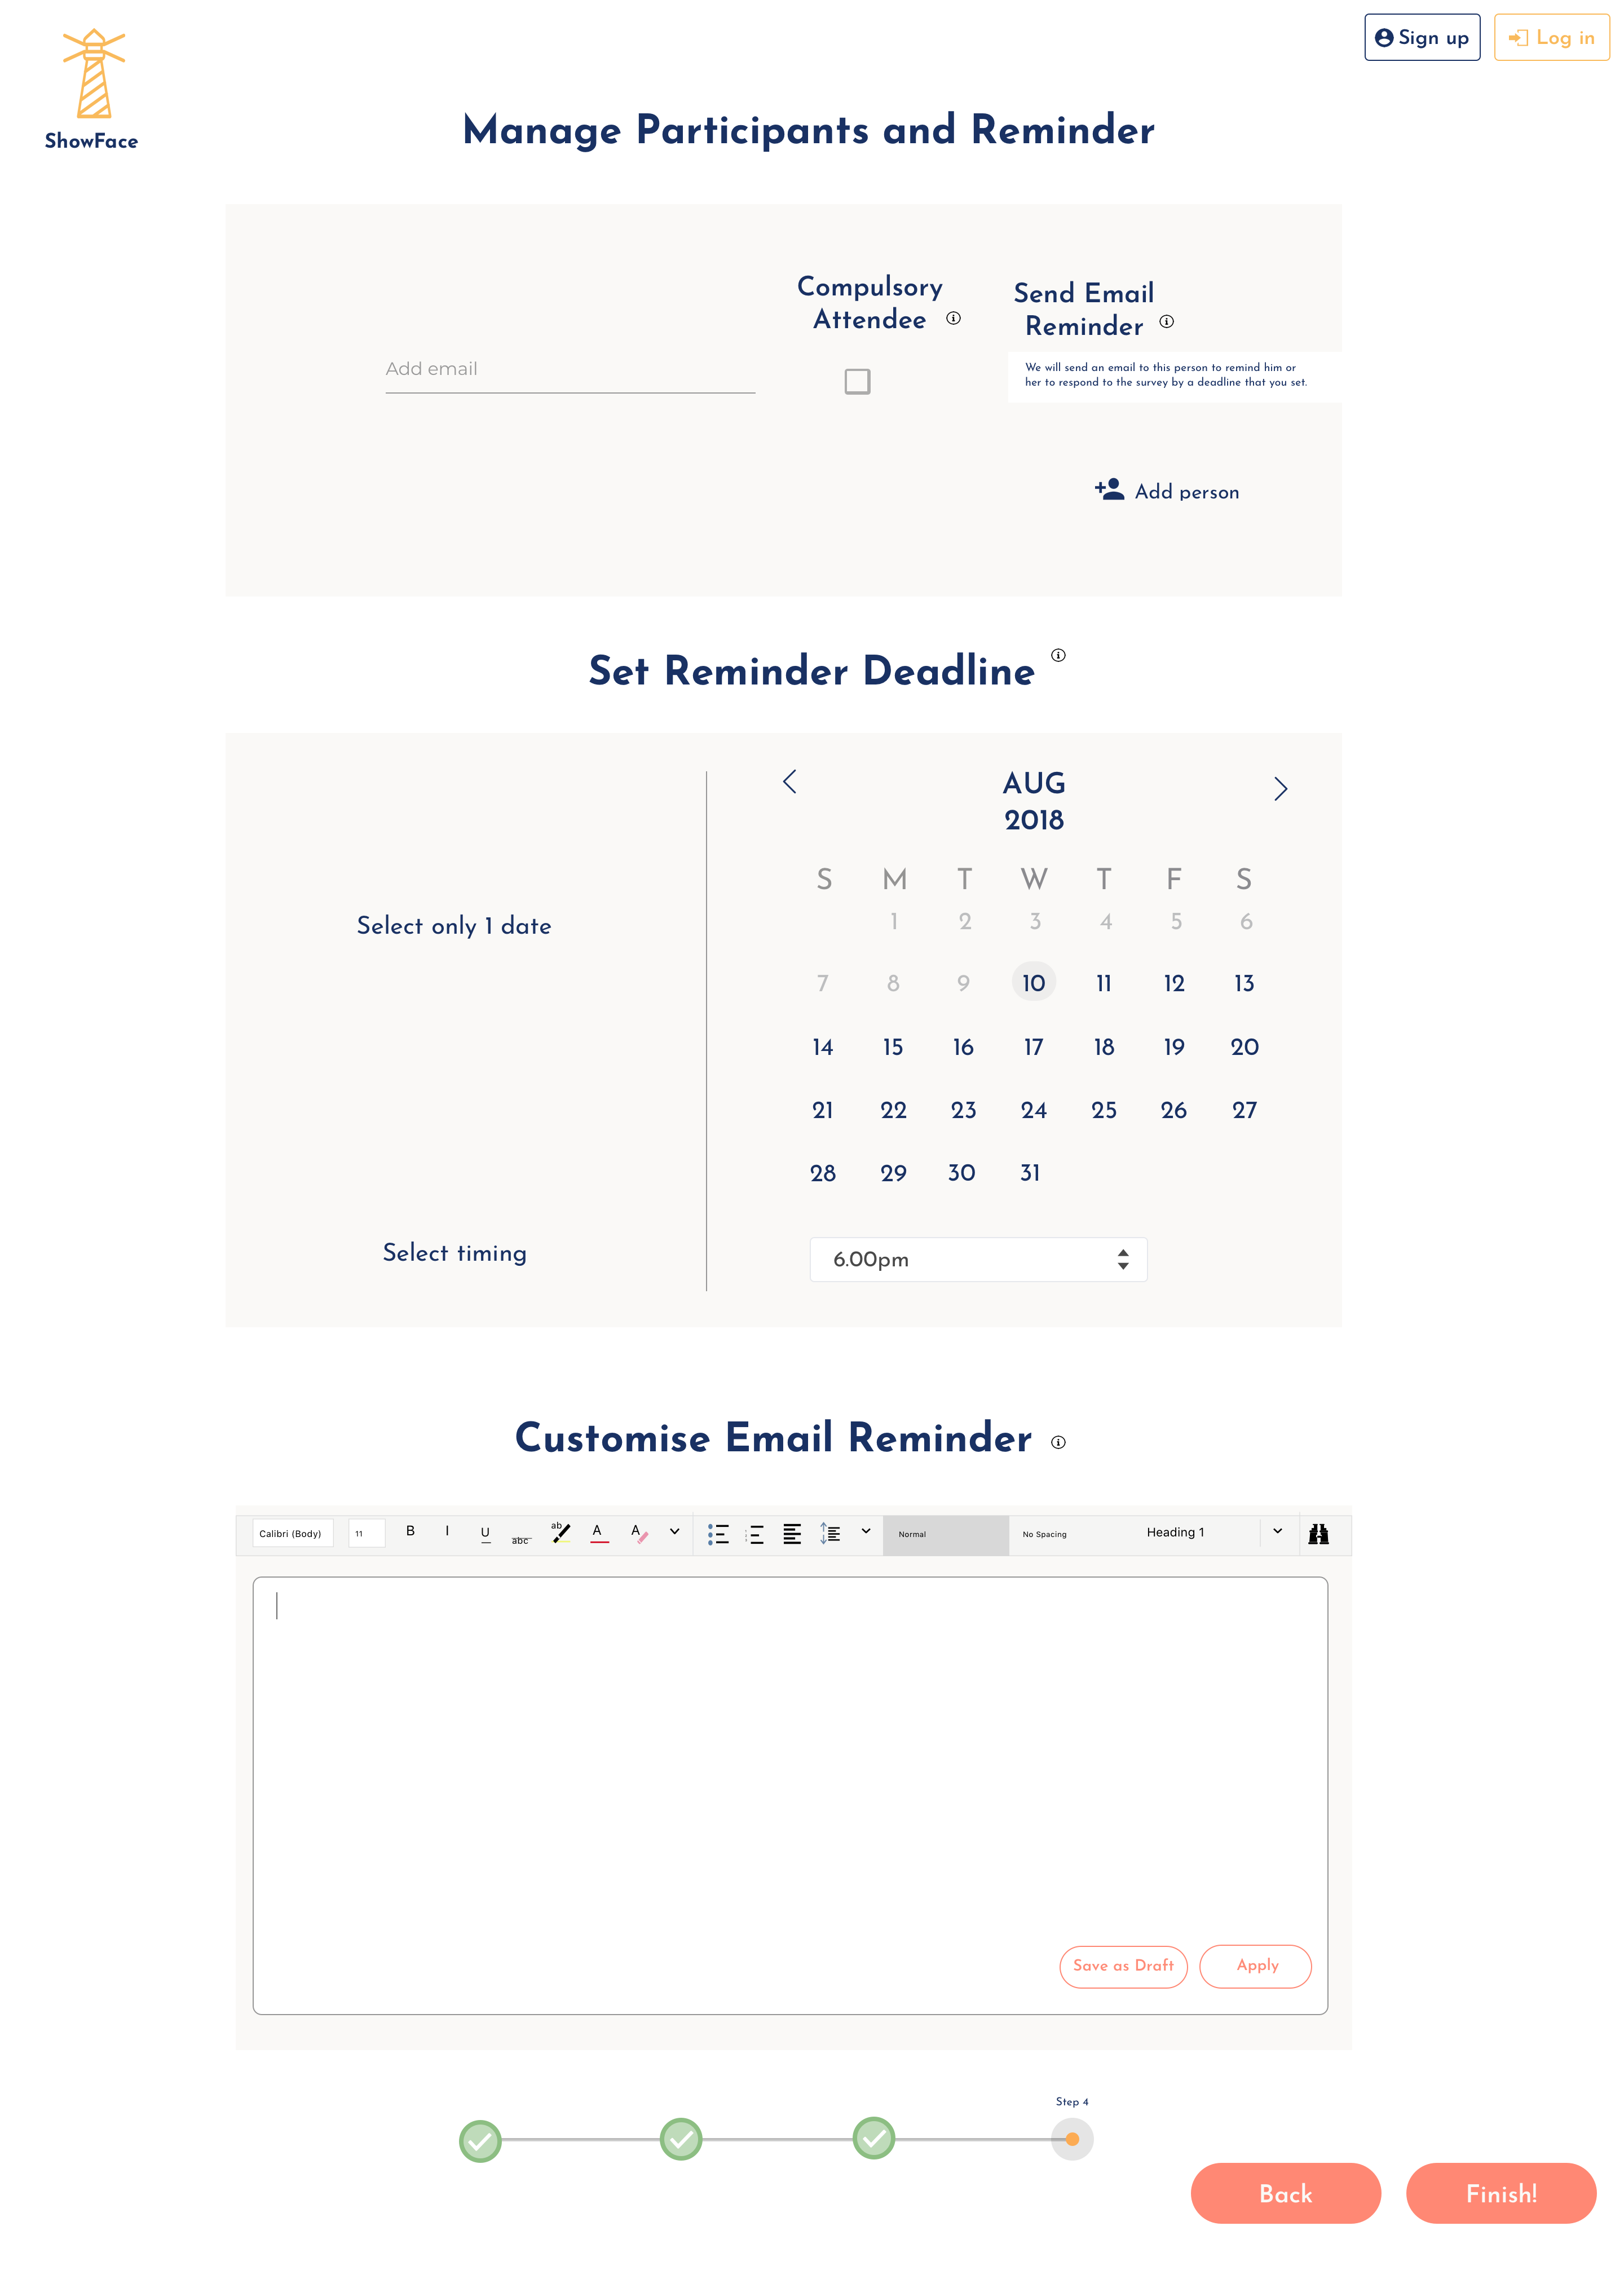 Sign up
Log in
ShowFace
Manage Participants and Reminder
Compulsory
Attendee
Send Email
Reminder
Add email
We will send an email to this person to remind him or
her to respond to the survey by a deadline that you set.
Add person
Set Reminder Deadline
AUG
2018
S M T W T F S
1 2 3 4 5 6
Select only 1 date
7 8 9 10 11 12 13
14 15 16 17 18 19 20
21 22 23 24 25 26 27
28 29 30 31
Select timing
6.00pm
Customise Email Reminder
Calibri (Body) 11 B I U abc ab A A Normal No Spacing Heading 1
Save as Draft
Apply
Step 4
Back
Finish!